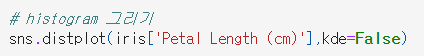 # histogram 그리기
sns.distplot(iris['Petal Length (cm)'],kde=False)